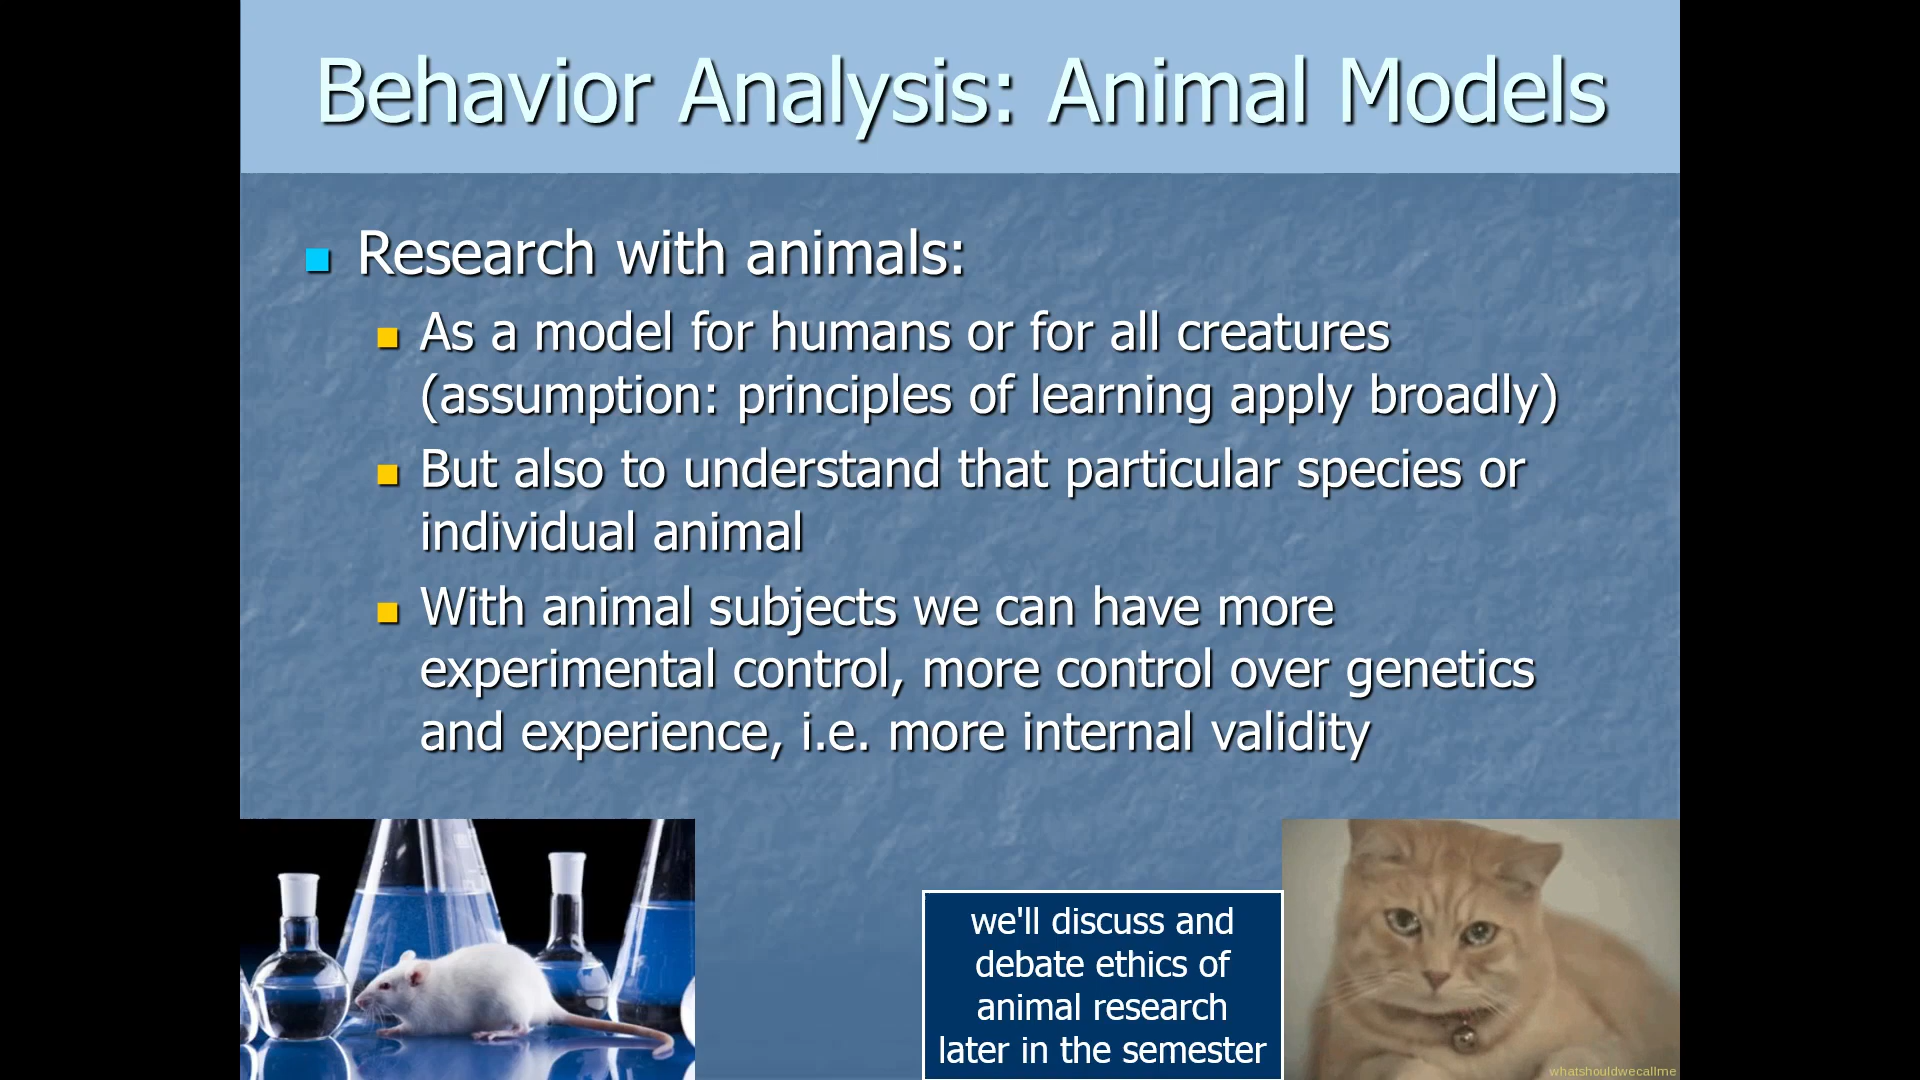 Behavior Analysis: Animal Models
Research with animals:
As a model for humans or for all creatures
(assumption: principles of learning apply broadly)
But also to understand that particular species or
individual animal
With animal subjects we can have more
experimental control, more control over genetics
and experience, i.e. more internal validity
we'll discuss and
debate ethics of
animal research
later in the semester
whatshouldwecallme